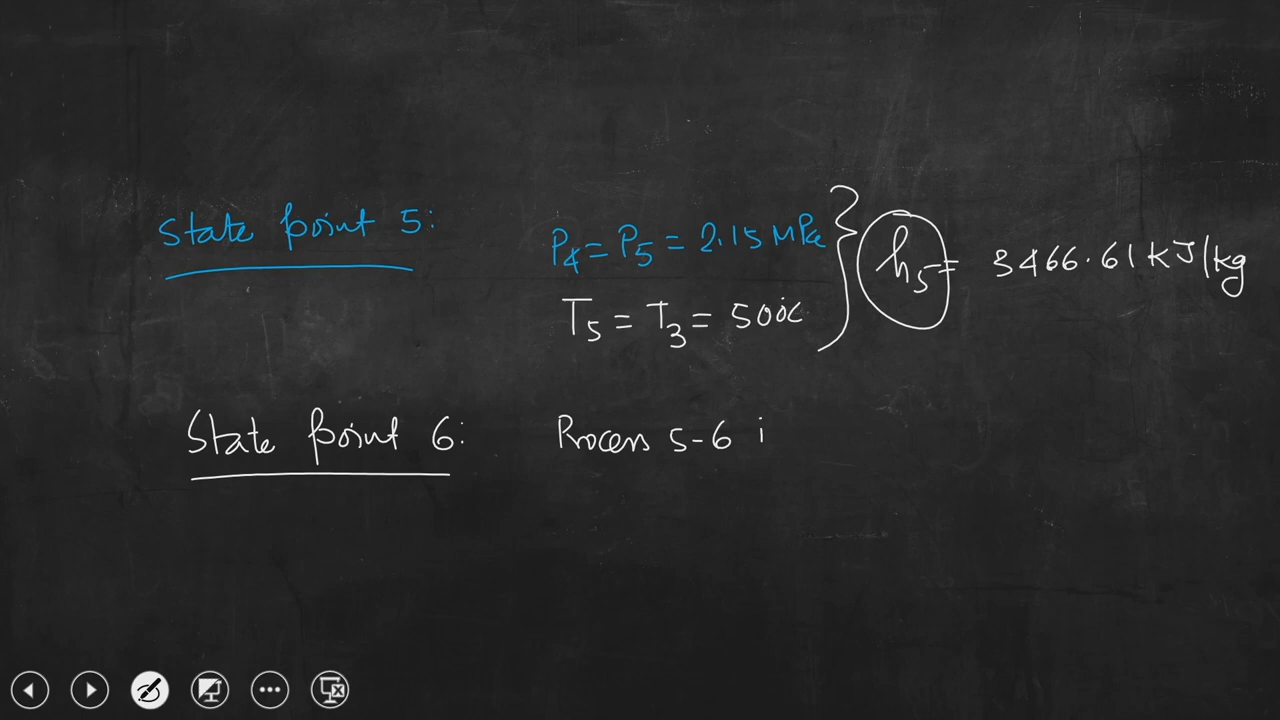 State point 5:
P4 = P5 = 2.15 MPa
T5 = T3 = 500°C
h5 = 3466.61 kJ/kg
State point 6:
Process 5-6 i